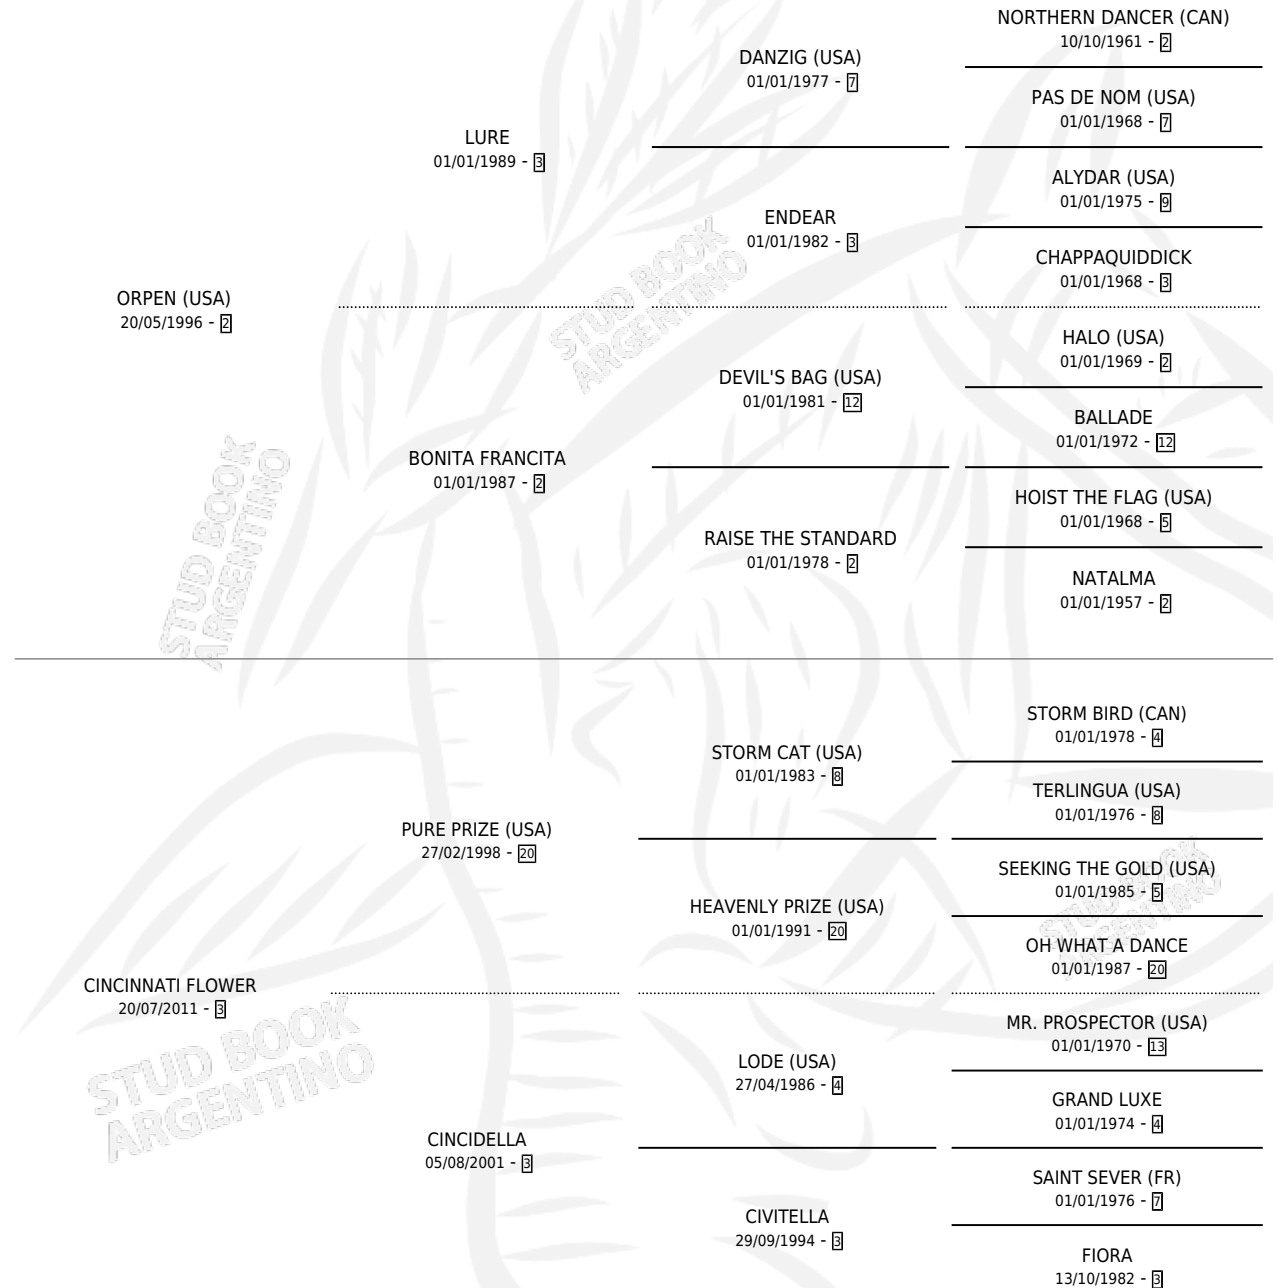 NORTHERN DANCER (CAN)
10/10/1961 - 2
DANZIG (USA)
01/01/1977 - 7
PAS DE NOM (USA)
01/01/1968 - 7
LURE
01/01/1989 - 3
ALYDAR (USA)
01/01/1975 - 9
ENDEAR
01/01/1982 - 3
CHAPPAQUIDDICK
01/01/1968 - 3
ORPEN (USA)
20/05/1996 - 2
HALO (USA)
01/01/1969 - 2
DEVIL'S BAG (USA)
01/01/1981 - 12
BALLADE
01/01/1972 - 12
BONITA FRANCITA
01/01/1987 - 2
HOIST THE FLAG (USA)
01/01/1968 - 5
RAISE THE STANDARD
01/01/1978 - 2
NATALMA
01/01/1957 - 2
STORM BIRD (CAN)
01/01/1978 - 4
STORM CAT (USA)
01/01/1983 - 8
TERLINGUA (USA)
01/01/1976 - 8
PURE PRIZE (USA)
27/02/1998 - 20
SEEKING THE GOLD (USA)
01/01/1985 - 5
HEAVENLY PRIZE (USA)
01/01/1991 - 20
OH WHAT A DANCE
01/01/1987 - 20
CINCINNATI FLOWER
20/07/2011 - 3
MR. PROSPECTOR (USA)
01/01/1970 - 13
LODE (USA)
27/04/1986 - 4
GRAND LUXE
01/01/1974 - 4
CINCIDELLA
05/08/2001 - 3
SAINT SEVER (FR)
01/01/1976 - 7
CIVITELLA
29/09/1994 - 3
FIORA
13/10/1982 - 3
STUD BOOK
ARGENTINO
STUD BOOK
ARGENTINO
STUD BOOK
ARGENTINO
STUD BOOK
ARGENTINO